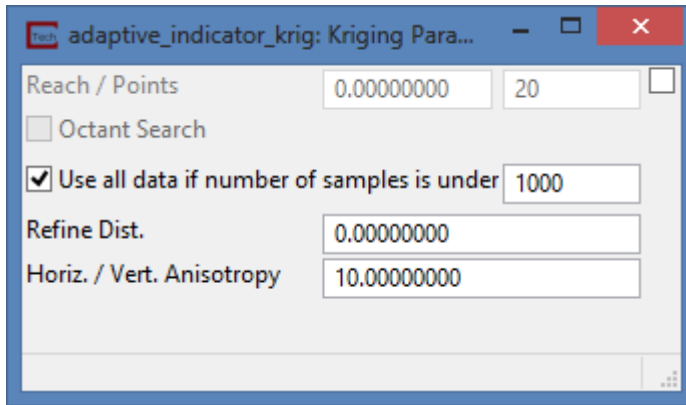 Tech adaptive_indicator_krig: Kriging Para...
Reach / Points 0.00000000 20
Octant Search
Use all data if number of samples is under 1000
Refine Dist. 0.00000000
Horiz. / Vert. Anisotropy 10.00000000